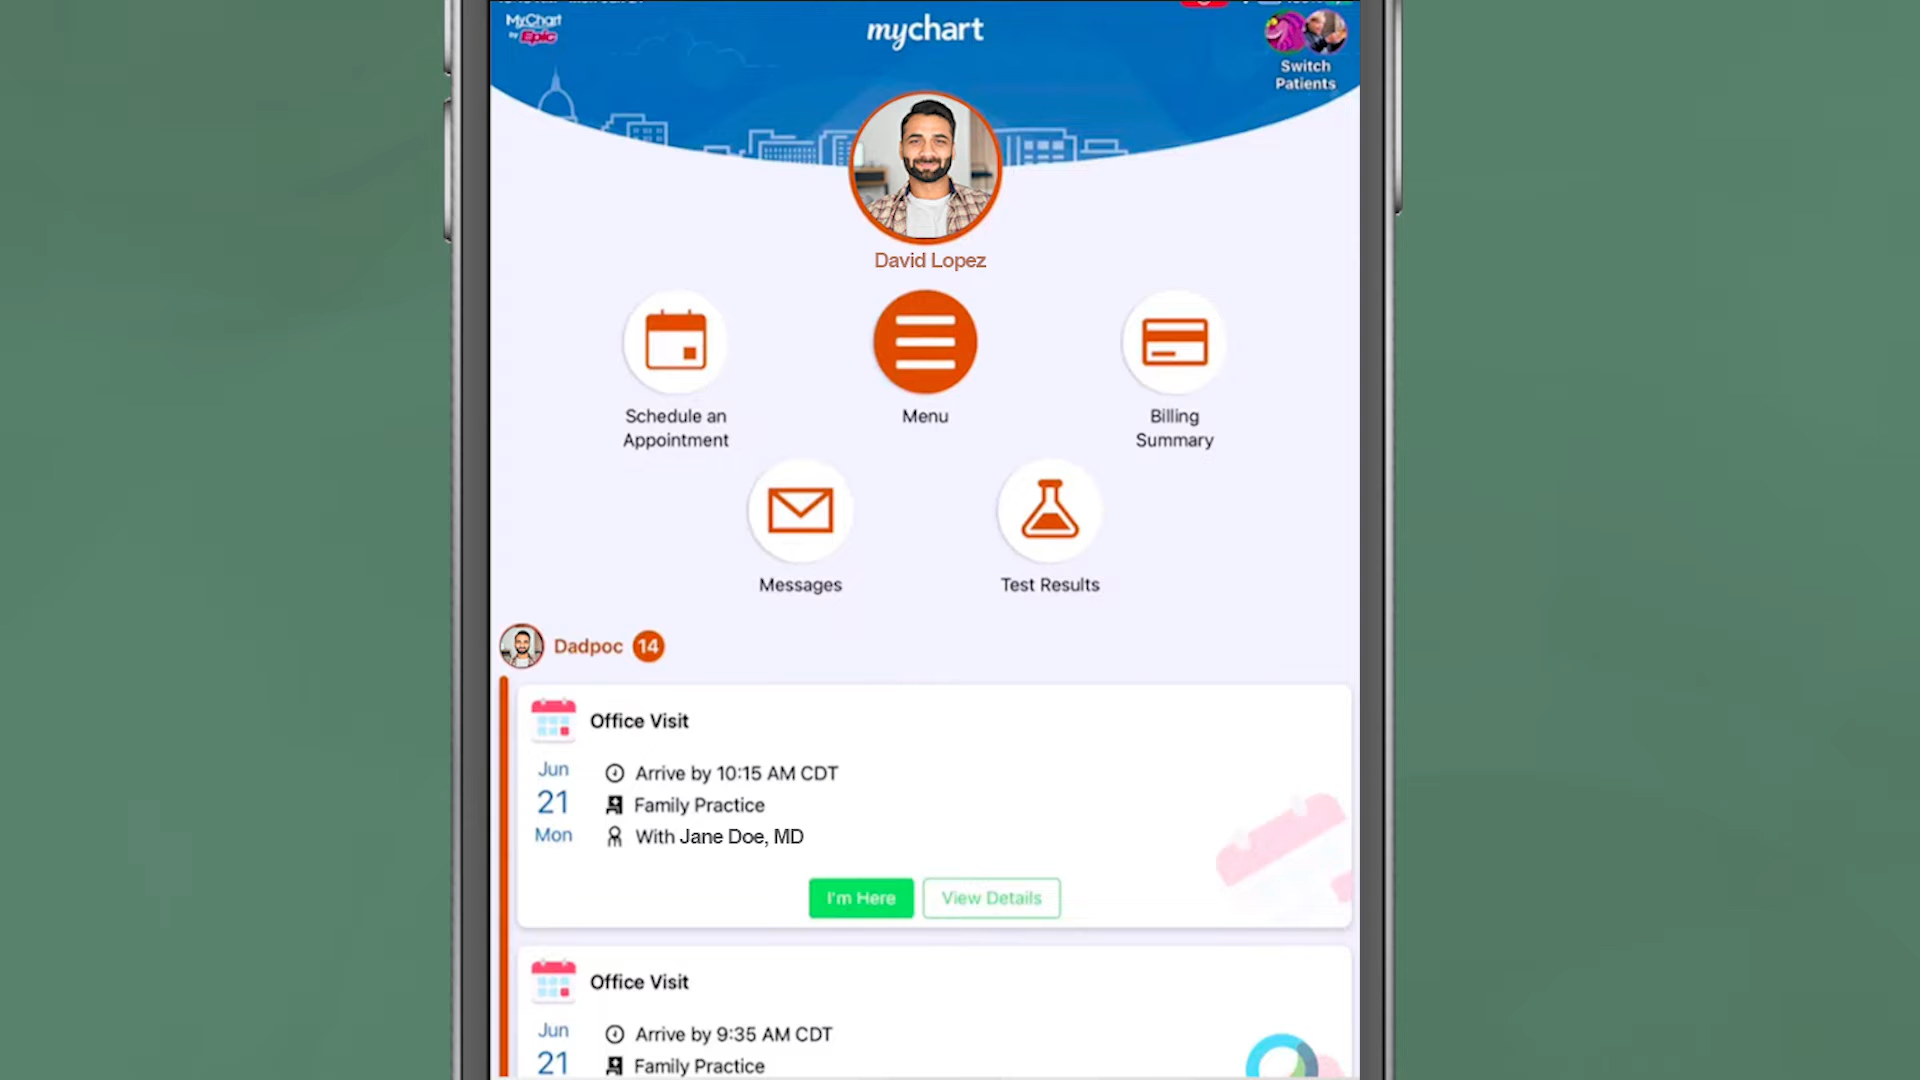 MyChart
by Epic
mychart
Switch
Patients
David Lopez
Schedule an
Appointment
Menu
Billing
Summary
Messages
Test Results
Dadpoc 14
Office Visit
Jun
21
Mon
Arrive by 10:15 AM CDT
Family Practice
With Jane Doe, MD
I'm Here
View Details
Office Visit
Jun
21
Arrive by 9:35 AM CDT
Family Practice